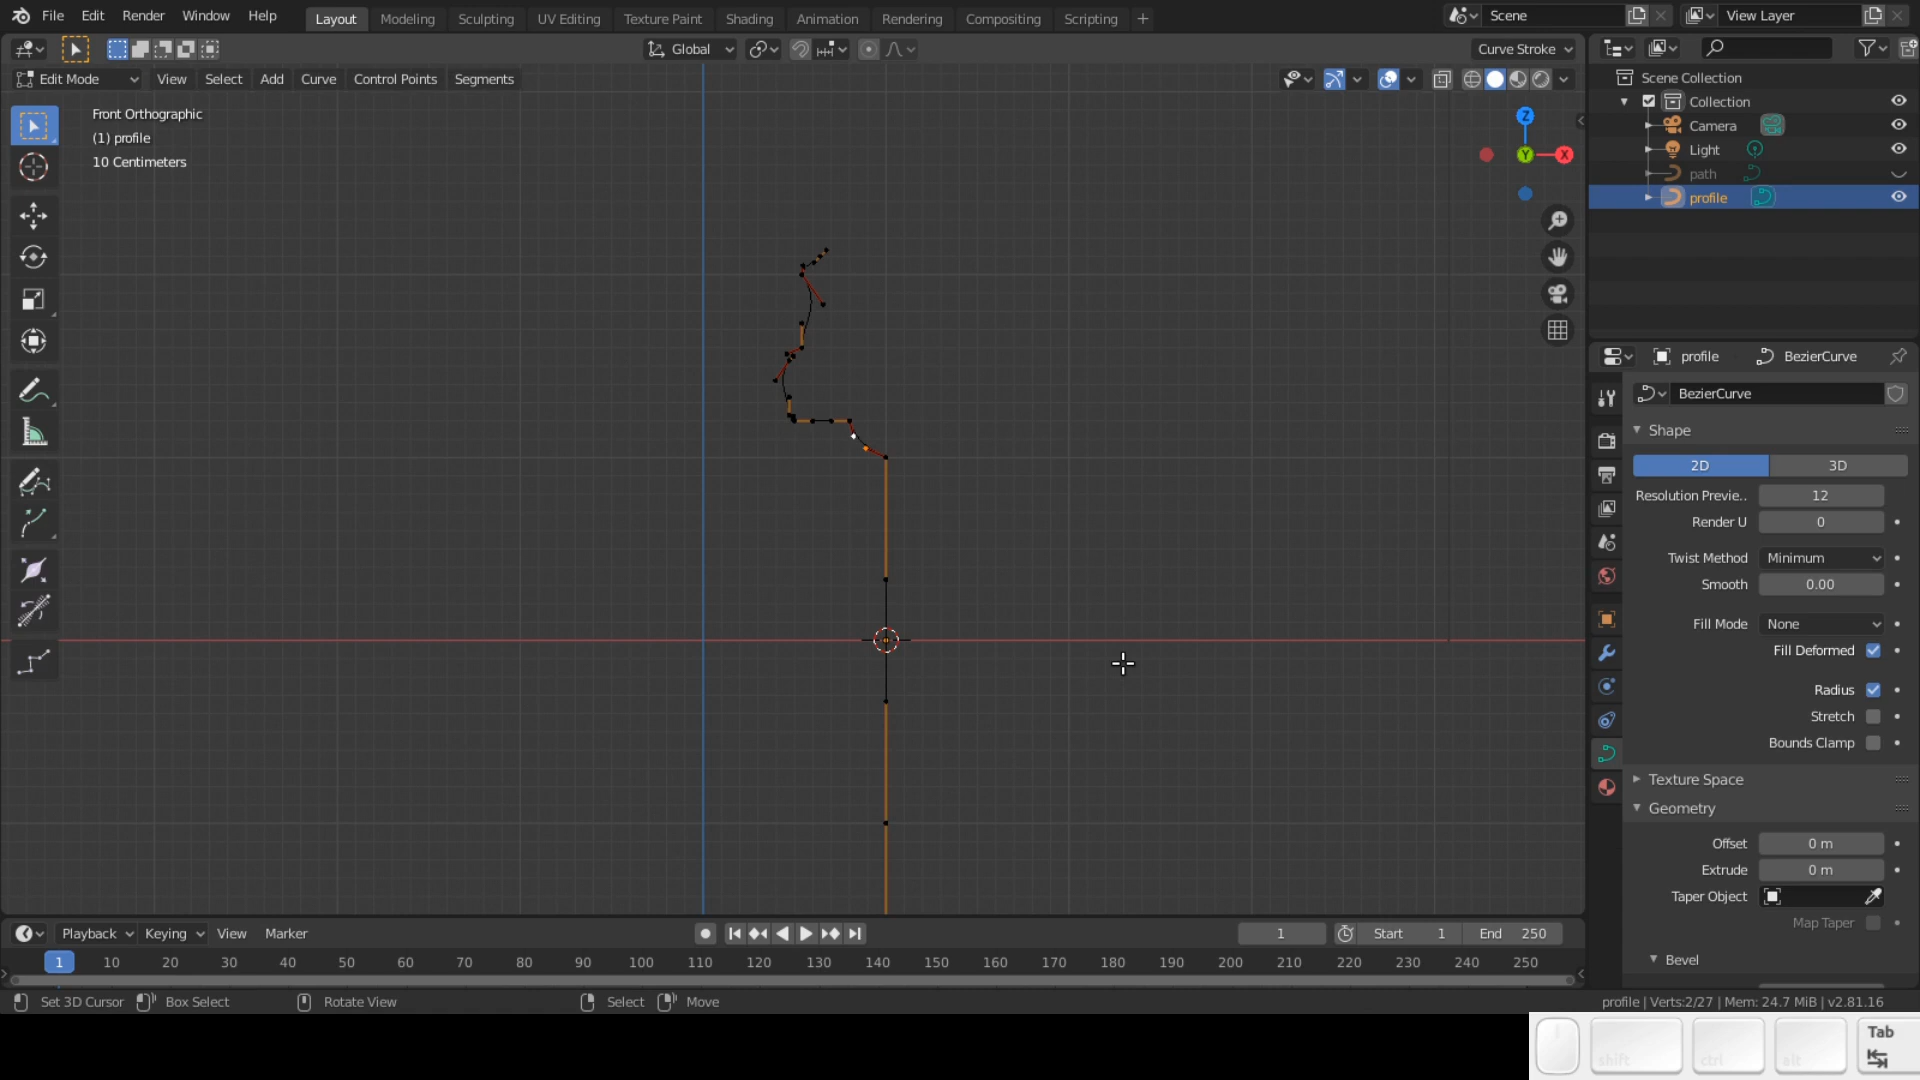 File Edit Render Window Help Layout Modeling Sculpting UV Editing Texture Paint Shading Animation Rendering Compositing Scripting + Scene View Layer
Global Curve Stroke
Edit Mode View Select Add Curve Control Points Segments
Front Orthographic
(1) profile
10 Centimeters
Z
Y
X
Scene Collection
Collection
Camera
Light
path
profile
profile BezierCurve
BezierCurve
Shape
2D 3D
Resolution Previe.. 12
Render U 0
Twist Method Minimum
Smooth 0.00
Fill Mode None
Fill Deformed
Radius
Stretch
Bounds Clamp
Texture Space
Geometry
Offset 0 m
Extrude 0 m
Taper Object
Map Taper
Bevel
Playback Keying View Marker 1 Start 1 End 250
1 10 20 30 40 50 60 70 80 90 100 110 120 130 140 150 160 170 180 190 200 210 220 230 240 250
Set 3D Cursor Box Select Rotate View Select Move profile | Verts:2/27 | Mem: 24.7 MiB | v2.81.16
shift ctrl alt Tab